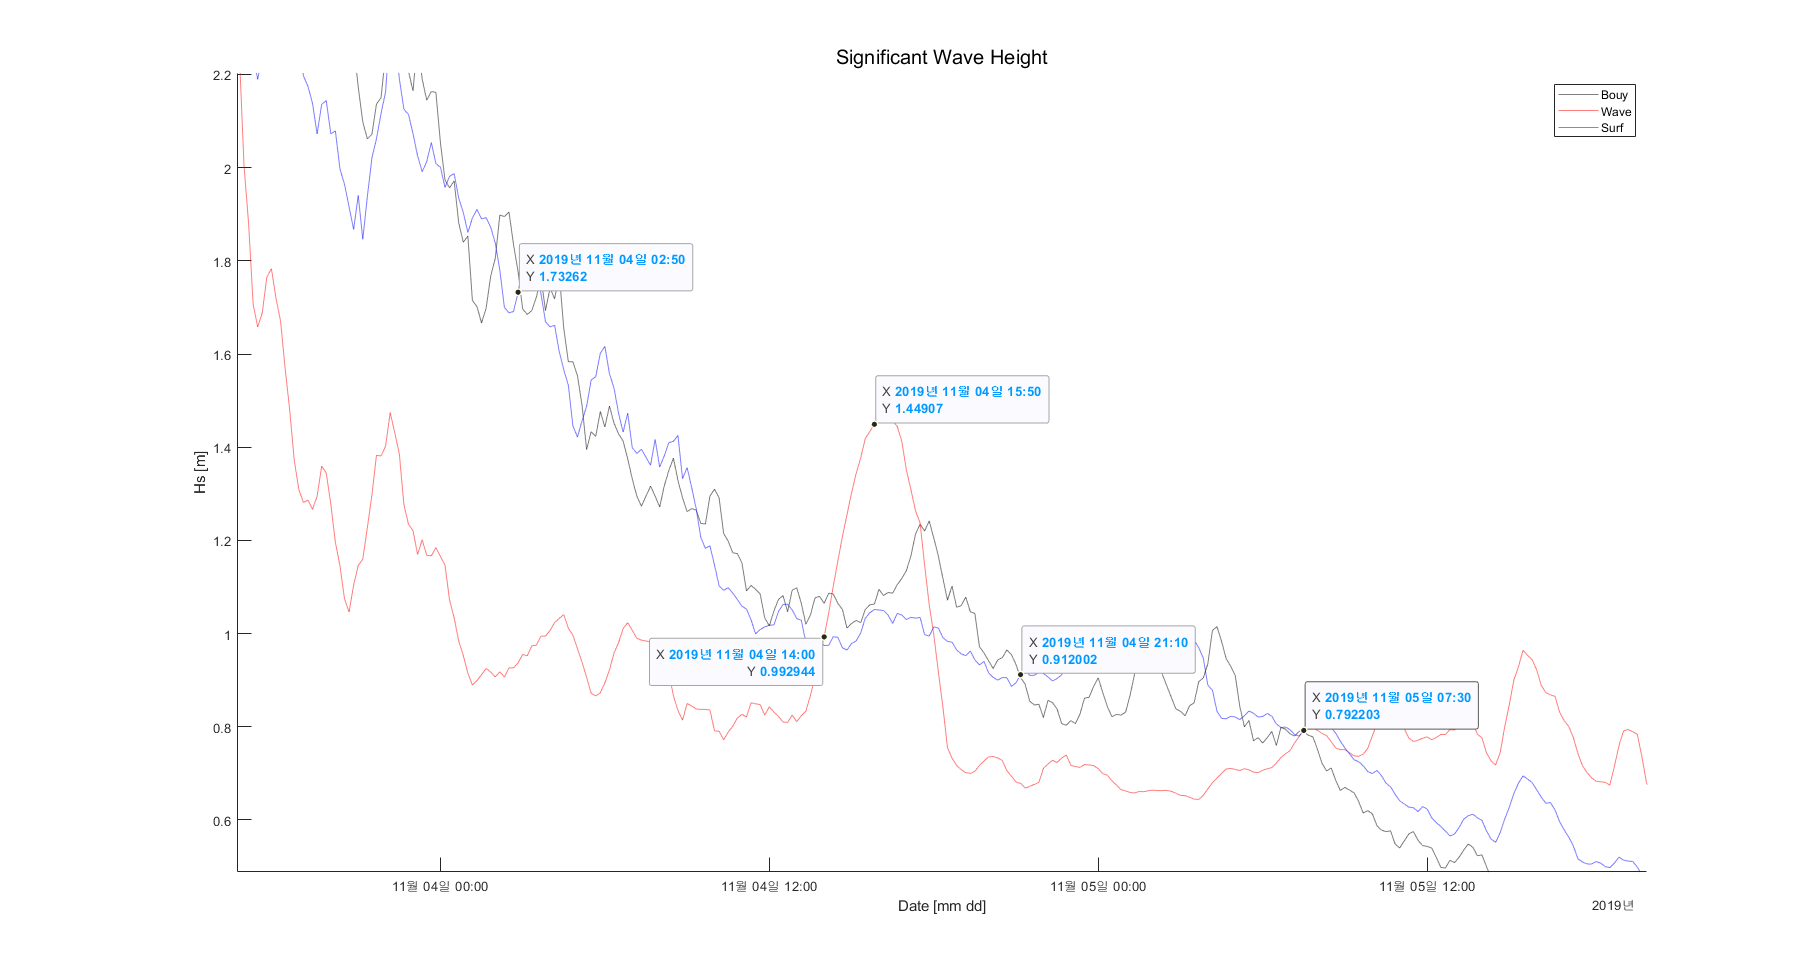 Significant Wave Height
Bouy
Wave
Surf
2.2
2
1.8
1.6
1.4
1.2
1
0.8
0.6
Hs [m]
X 2019년 11월 04일 02:50
Y 1.73262
X 2019년 11월 04일 15:50
Y 1.44907
X 2019년 11월 04일 14:00
Y 0.992944
X 2019년 11월 04일 21:10
Y 0.912002
X 2019년 11월 05일 07:30
Y 0.792203
11월 04일 00:00
11월 04일 12:00
11월 05일 00:00
11월 05일 12:00
Date [mm dd]
2019년